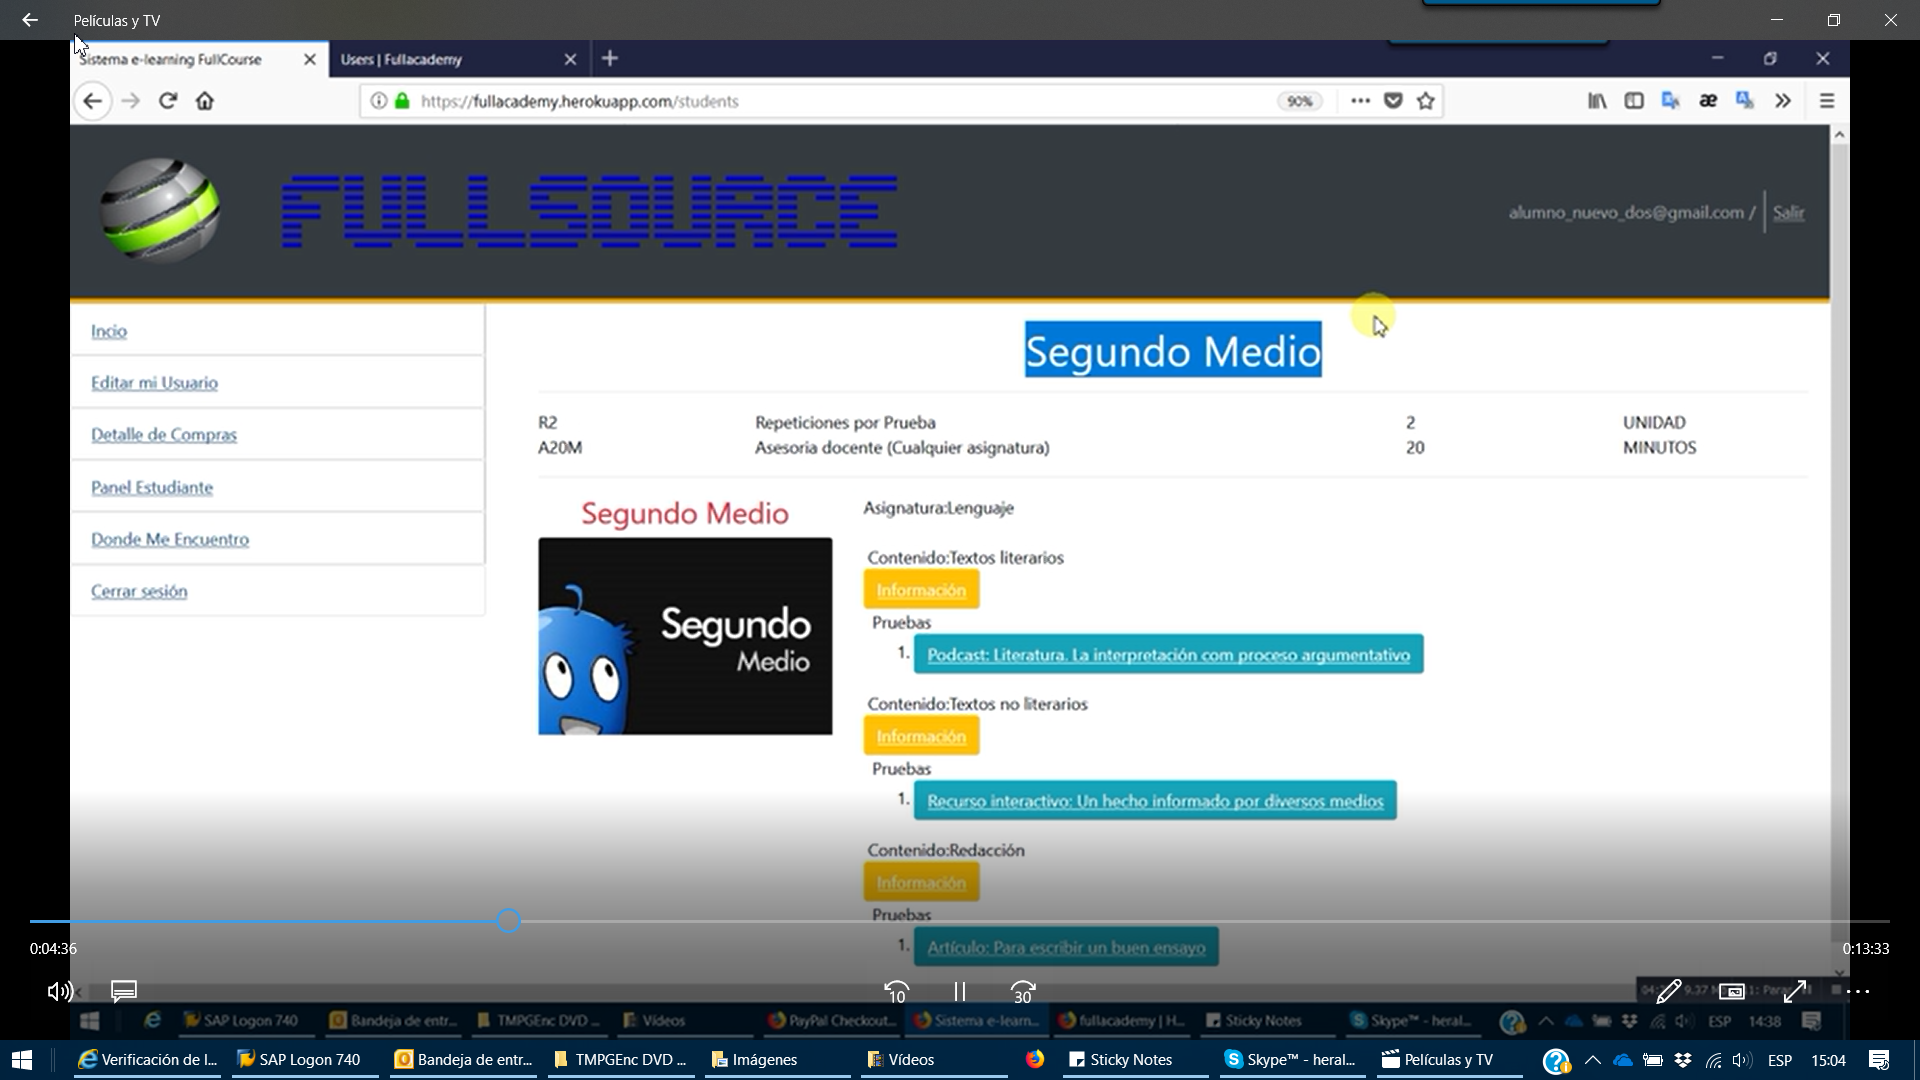 Películas y TV
Sistema e-learning FullCourse
Users | Fullacademy
https://fullacademy.herokuapp.com/students
90%
FULLSOURCE
alumno_nuevo_dos@gmail.com /
Salir
Incio
Editar mi Usuario
Detalle de Compras
Panel Estudiante
Donde Me Encuentro
Cerrar sesión
Segundo Medio
R2 Repeticiones por Prueba 2 UNIDAD
A20M Asesoria docente (Cualquier asignatura) 20 MINUTOS
Segundo Medio
Segundo
Medio
Asignatura:Lenguaje
Contenido:Textos literarios
Información
Pruebas
1. Podcast: Literatura. La interpretación com proceso argumentativo
Contenido:Textos no literarios
Información
Pruebas
1. Recurso interactivo: Un hecho informado por diversos medios
Contenido:Redacción
Información
Pruebas
1. Artículo: Para escribir un buen ensayo
0:04:36
0:13:33
10
30
SAP Logon 740 Bandeja de entr... TMPGEnc DVD ... Vídeos PayPal Checkout... Sistema e-learn... fullacademy | H... Sticky Notes Skype™ - heral... ESP 14:38
Verificación de l... SAP Logon 740 Bandeja de entr... TMPGEnc DVD ... Imágenes Vídeos Sticky Notes Skype™ - heral... Películas y TV ESP 15:04